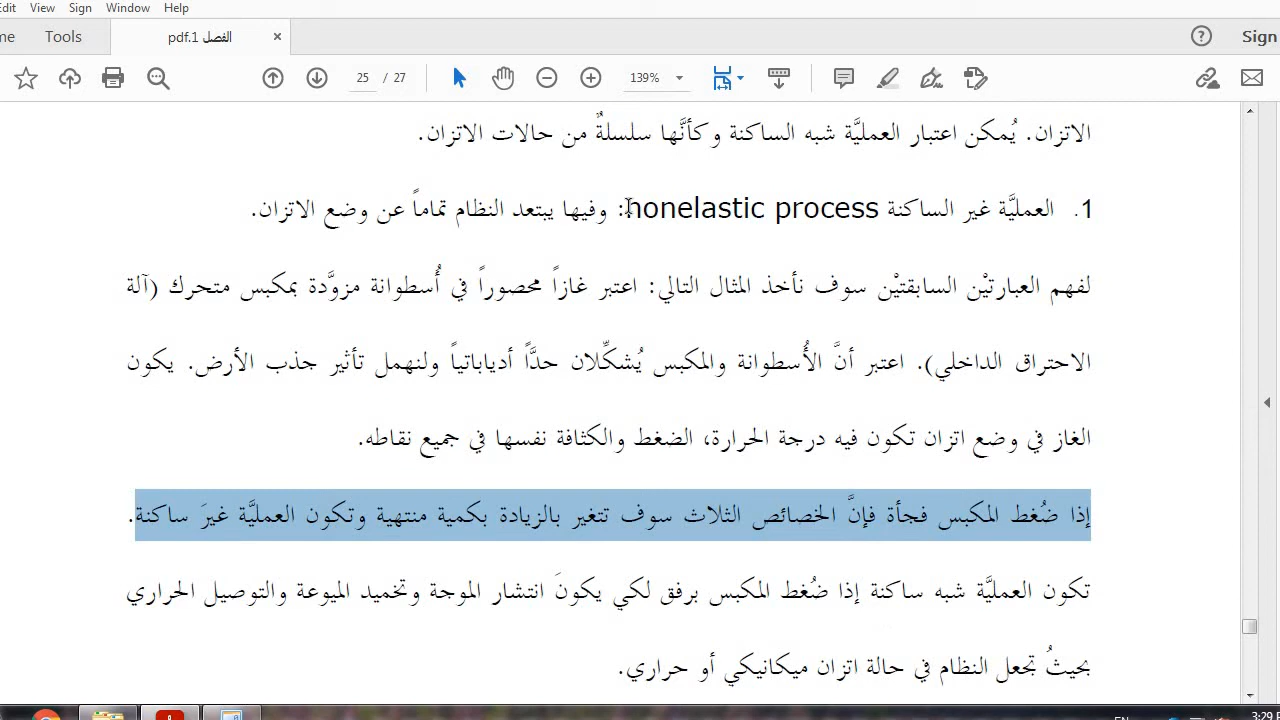 Edit View Sign Window Help
me Tools الفصل 1.pdf × ? Sign
25 / 27 139%
الاتزان. يُمكن اعتبار العمليَّة شبه الساكنة وكأنَّها سلسلةٌ من حالات الاتزان.
1. العمليَّة غير الساكنة nonelastic process: وفيها يبتعد النظام تماماً عن وضع الاتزان.
لفهم العبارتيْن السابقتيْن سوف نأخذ المثال التالي: اعتبر غازاً محصوراً في أُسطوانة مزوَّدة بمكبس متحرك (آلة
الاحتراق الداخلي). اعتبر أنَّ الأُسطوانة والمكبس يُشكِّلان حدَّاً أدياباتياً ولنهمل تأثير جذب الأرض. يكون
الغاز في وضع اتزان تكون فيه درجة الحرارة، الضغط والكثافة نفسها في جميع نقاطه.
إذا ضُغط المكبس فجأة فإنَّ الخصائص الثلاث سوف تتغير بالزيادة بكمية منتهية وتكون العمليَّة غيرَ ساكنة.
تكون العمليَّة شبه ساكنة إذا ضُغط المكبس برفق لكي يكونَ انتشار الموجة وتخميد الميوعة والتوصيل الحراري
بحيثُ تجعل النظام في حالة اتزان ميكانيكي أو حراري.
EN 3:29